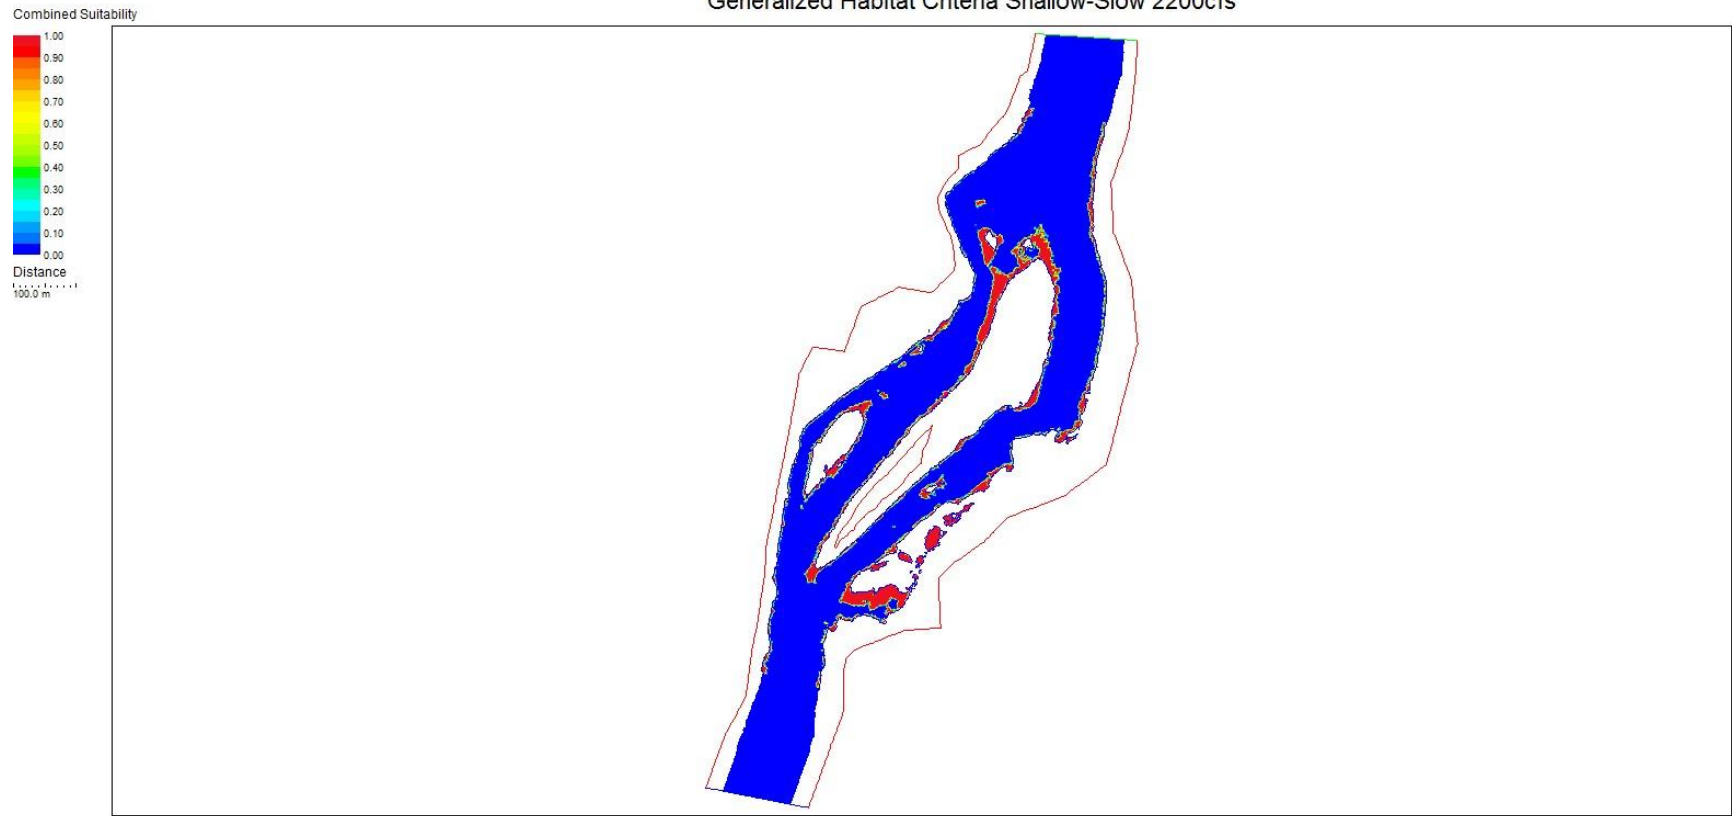 Generalized Habitat Criteria Shallow-Slow 2200cfs
Combined Suitability
1.00
0.90
0.80
0.70
0.60
0.50
0.40
0.30
0.20
0.10
0.00
Distance
100.0 m